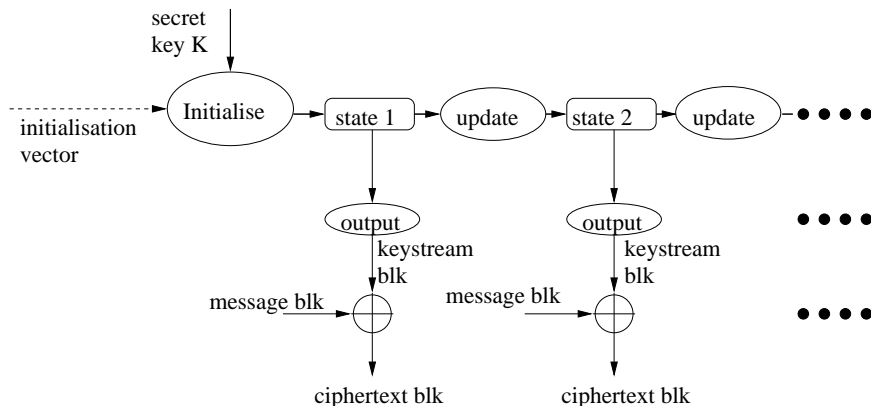 secret
key K
Initialise
state 1
update
state 2
update
initialisation
vector
output
output
keystream
blk
keystream
blk
message blk
message blk
ciphertext blk
ciphertext blk